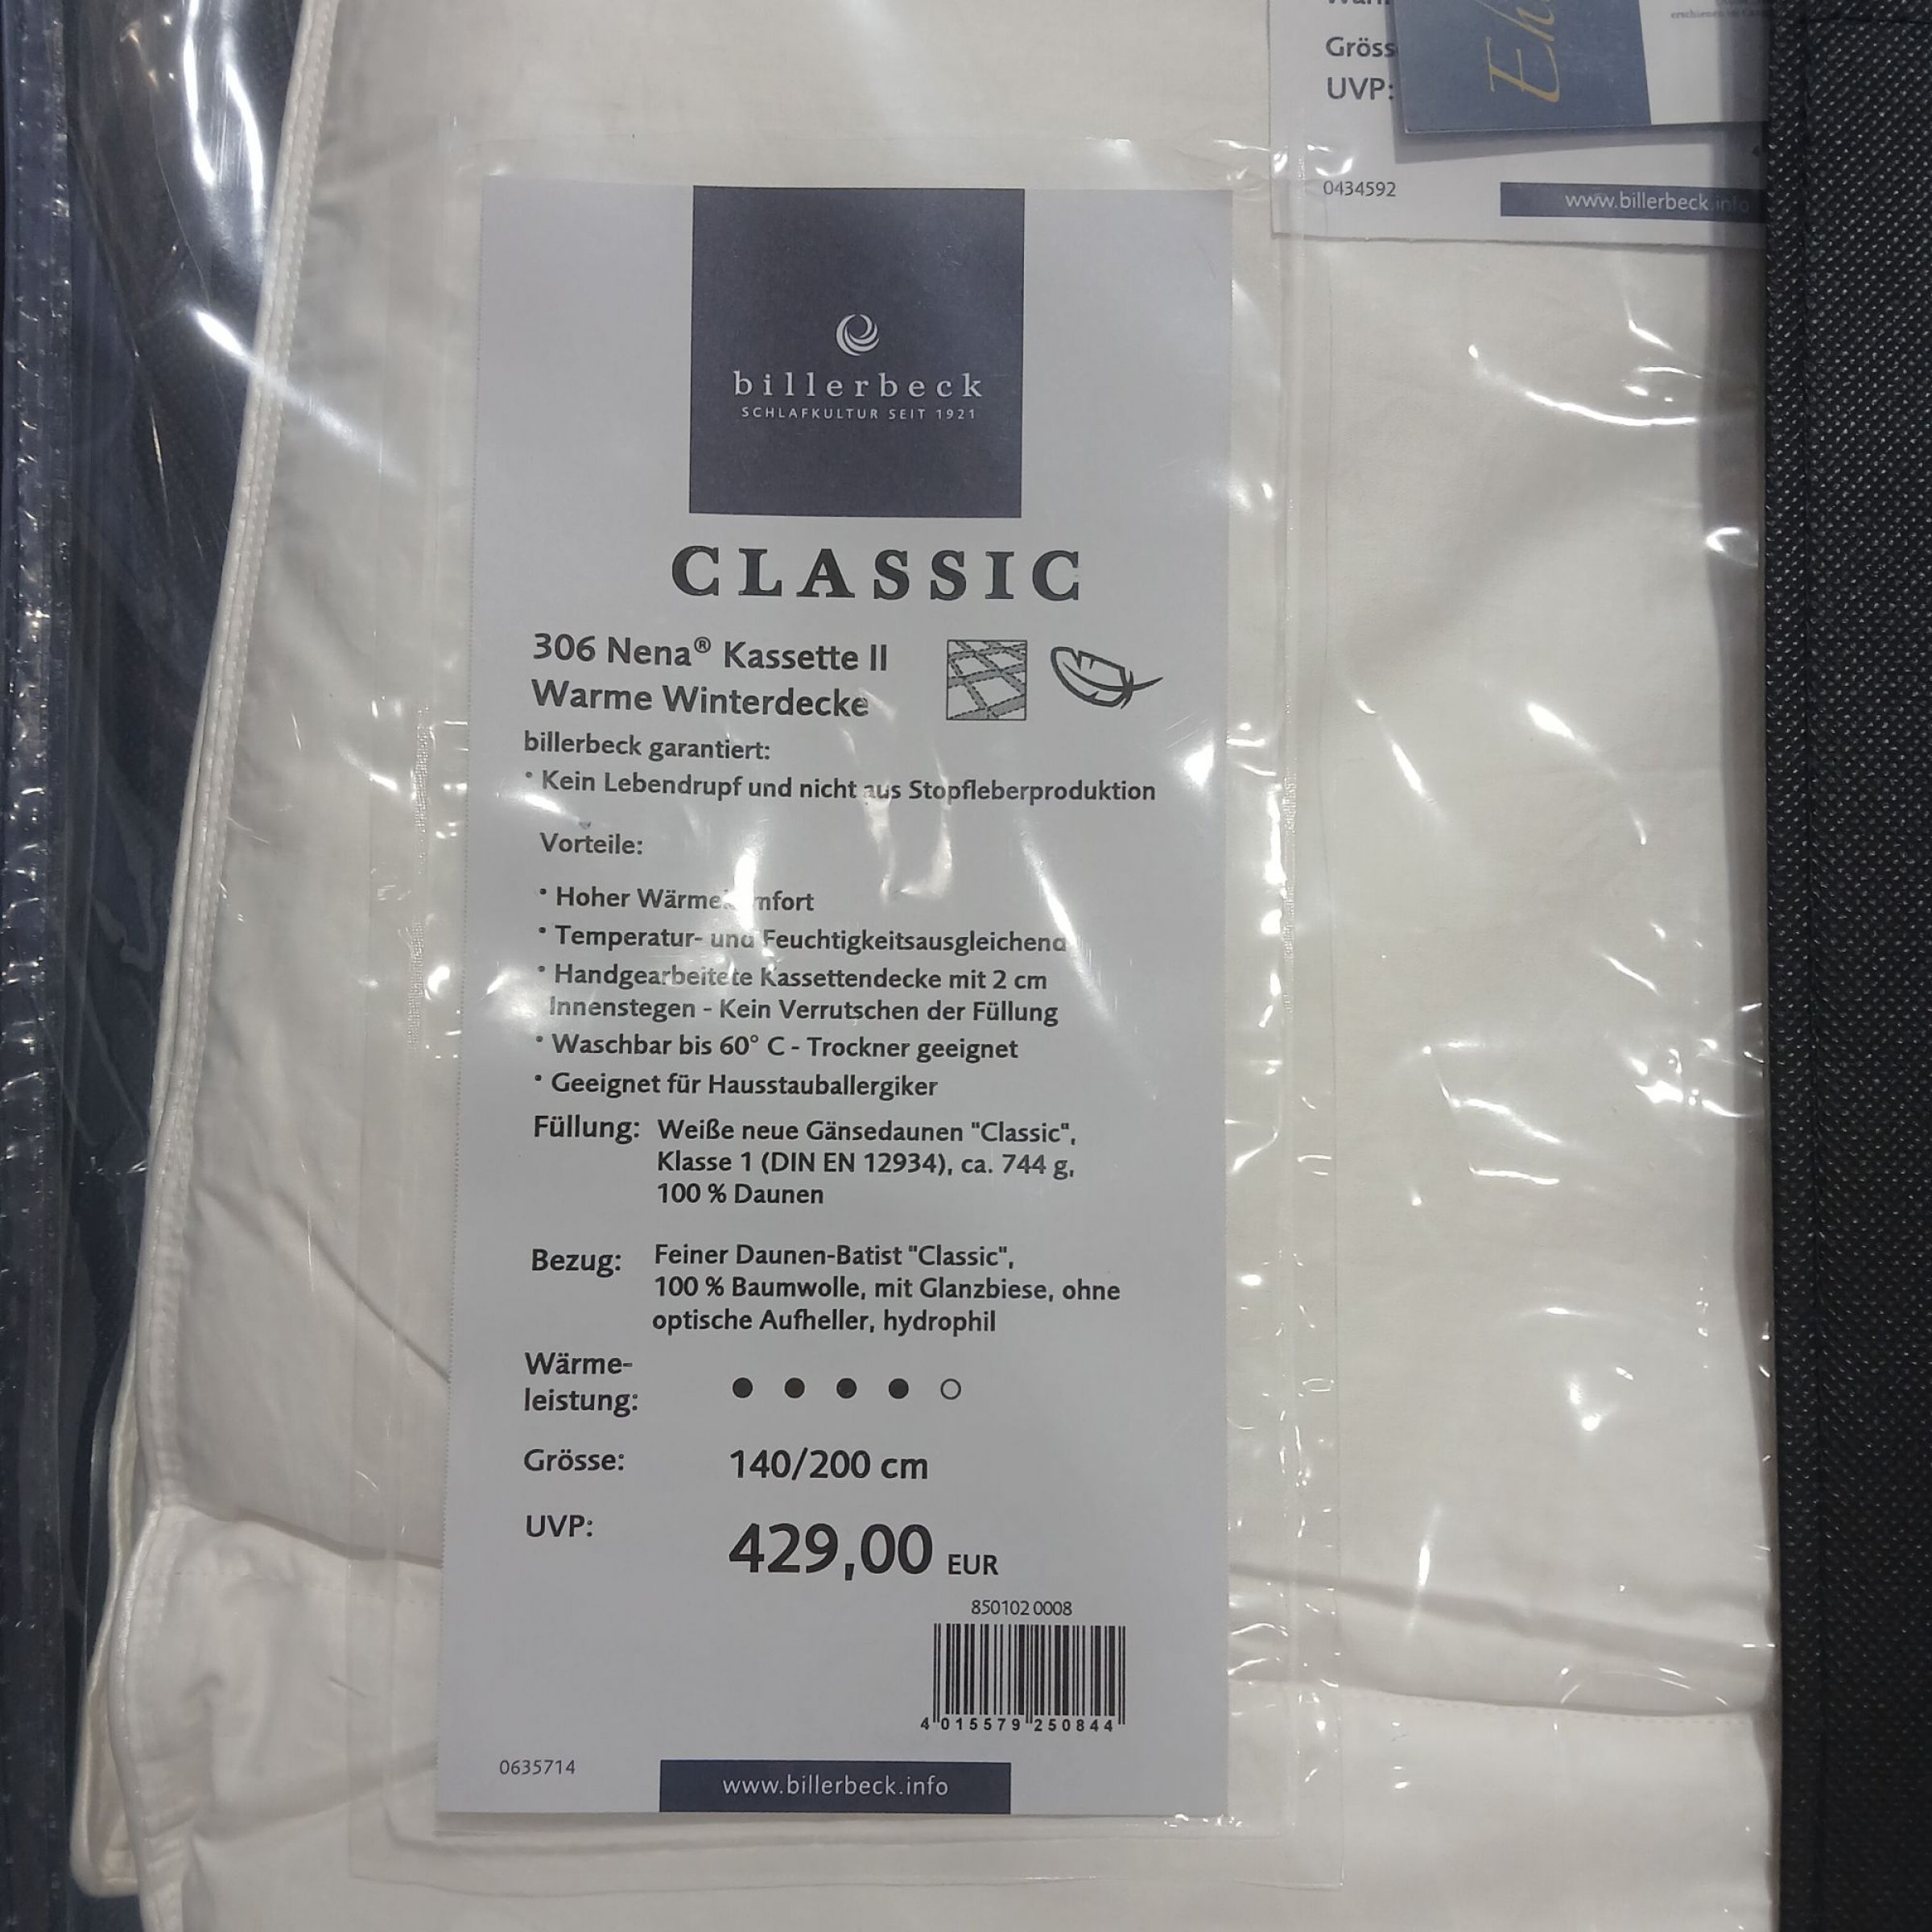 Gröss
UVP:
0434592
www.billerbeck.info
billerbeck
SCHLAFKULTUR SEIT 1921
CLASSIC
306 Nena® Kassette II
Warme Winterdecke
billerbeck garantiert:
• Kein Lebendrupf und nicht aus Stopfleberproduktion
Vorteile:
• Hoher
• Temperatur- und Feuchtigkeitsausgleichend
• Handgearbeitete Kassettendecke mit 2 cm
Innenstegen - Kein Verrutschen der Füllung
• Waschbar bis 60° C - Trockner geeignet
• Geeignet für Hausstauballergiker
Füllung: Weiße neue Gänsedaunen "Classic",
Klasse 1 (DIN EN 12934), ca. 744 g,
100 % Daunen
Bezug: Feiner Daunen-Batist "Classic",
100 % Baumwolle, mit Glanzbiese, ohne
optische Aufheller, hydrophil
Wärme-
leistung:
Grösse: 140/200 cm
UVP: 429,00 EUR
850102 0008
4 015579 250844
0635714
www.billerbeck.info